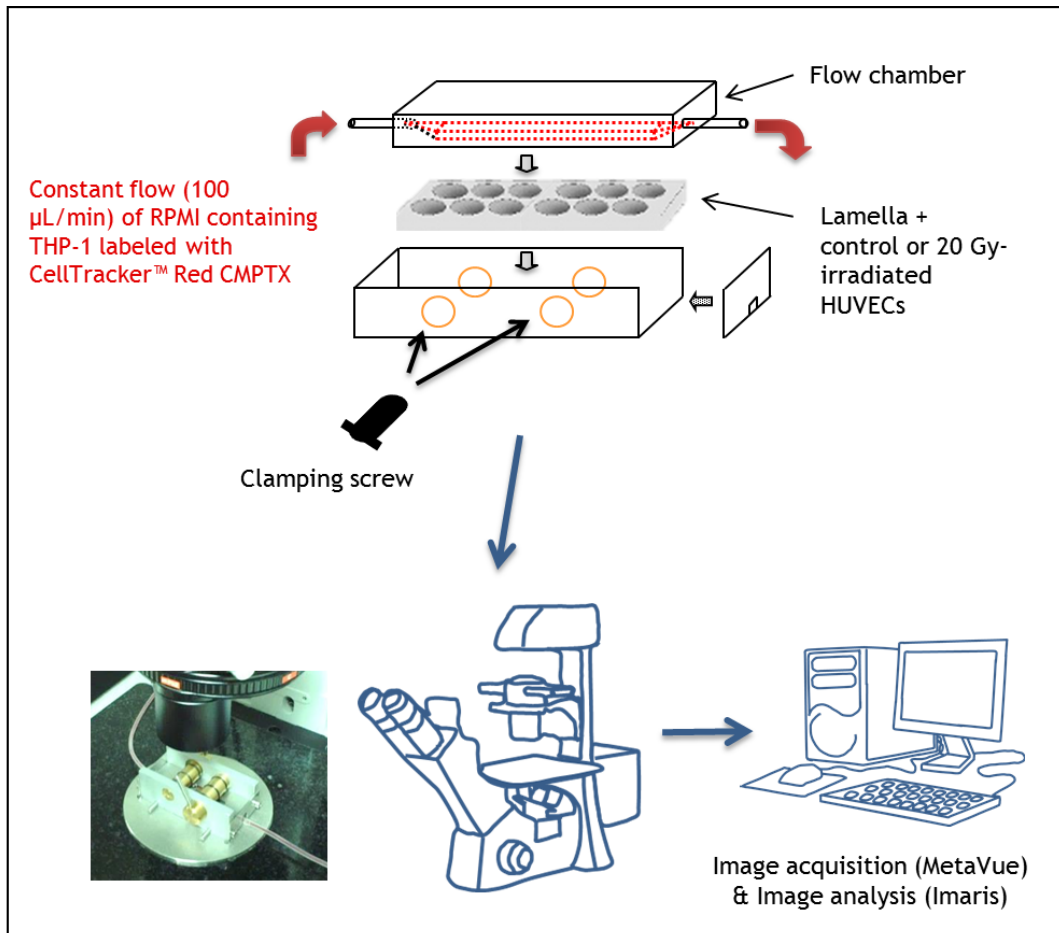 Flow chamber
Constant flow (100
µL/min) of RPMI containing
THP-1 labeled with
CellTracker™ Red CMPTX
Lamella +
control or 20 Gy-
irradiated
HUVECs
Clamping screw
Image acquisition (MetaVue)
& Image analysis (Imaris)